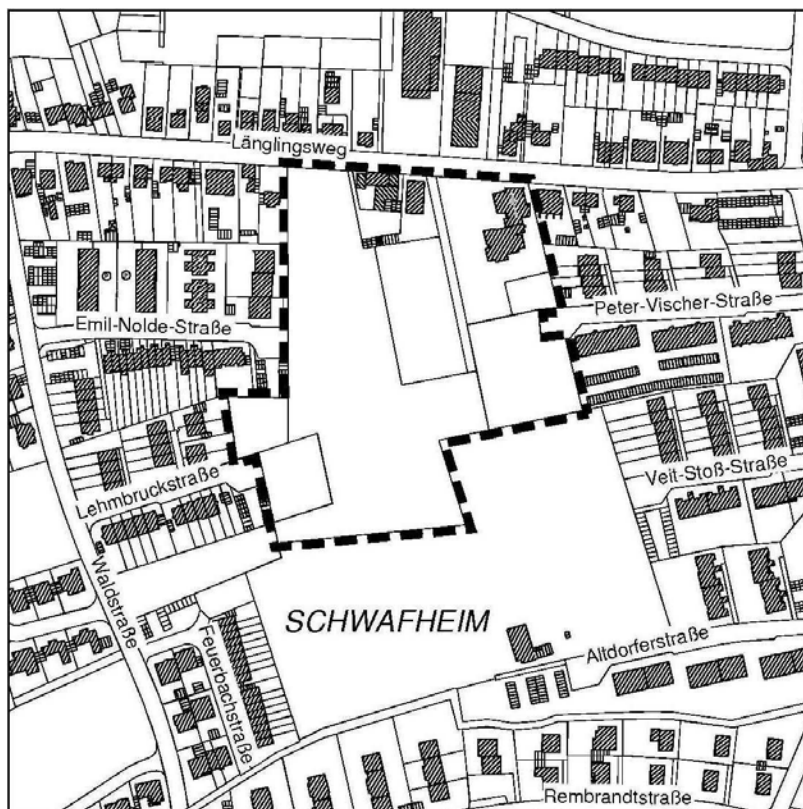 Länglingsweg
Peter-Vischer-Straße
Emil-Nolde-Straße
Lehmbruckstraße
Veit-Stoß-Straße
Waldstraße
SCHWAFHEIM
Feuerbachstraße
Altdorferstraße
Rembrandtstraße